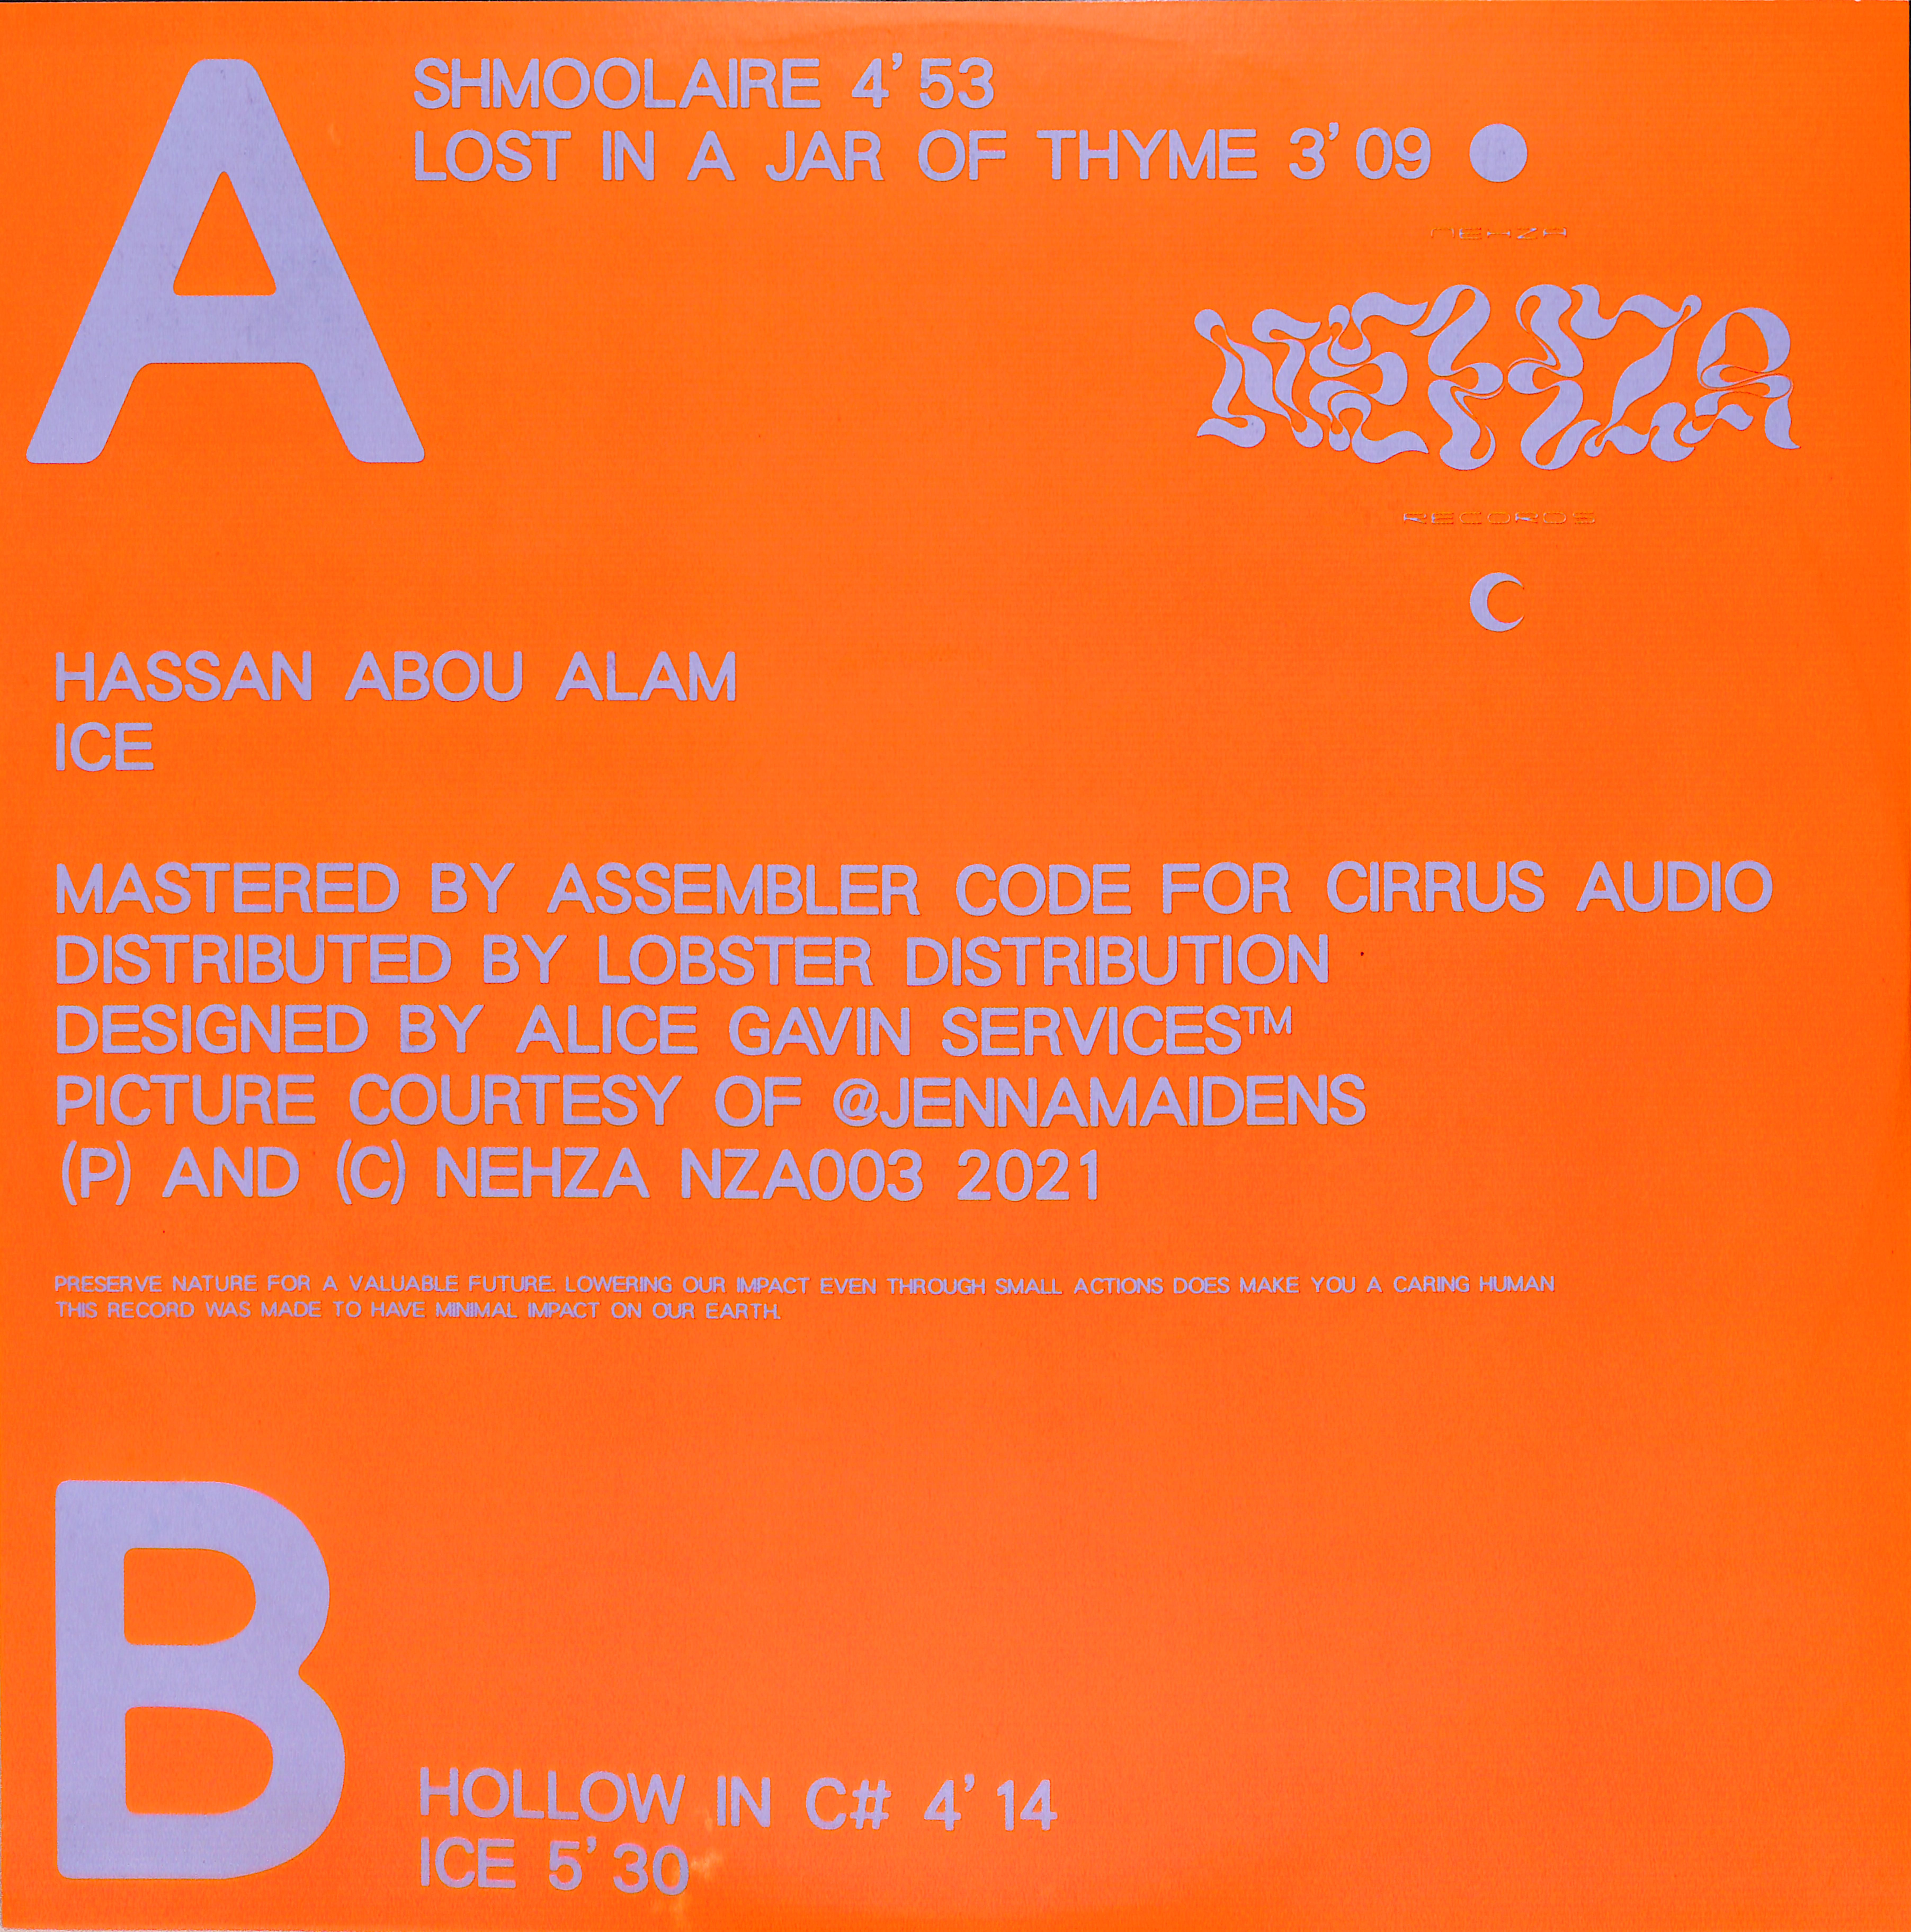 A
SHMOOLAIRE 4'53
LOST IN A JAR OF THYME 3'09
NEHZA
NEHZA
RECORDS
HASSAN ABOU ALAM
ICE
MASTERED BY ASSEMBLER CODE FOR CIRRUS AUDIO
DISTRIBUTED BY LOBSTER DISTRIBUTION
DESIGNED BY ALICE GAVIN SERVICES™
PICTURE COURTESY OF @JENNAMAIDENS
(P) AND (C) NEHZA NZA003 2021
PRESERVE NATURE FOR A VALUABLE FUTURE. LOWERING OUR IMPACT EVEN THROUGH SMALL ACTIONS DOES MAKE YOU A CARING HUMAN
THIS RECORD WAS MADE TO HAVE MINIMAL IMPACT ON OUR EARTH.
B
HOLLOW IN C# 4'14
ICE 5'30